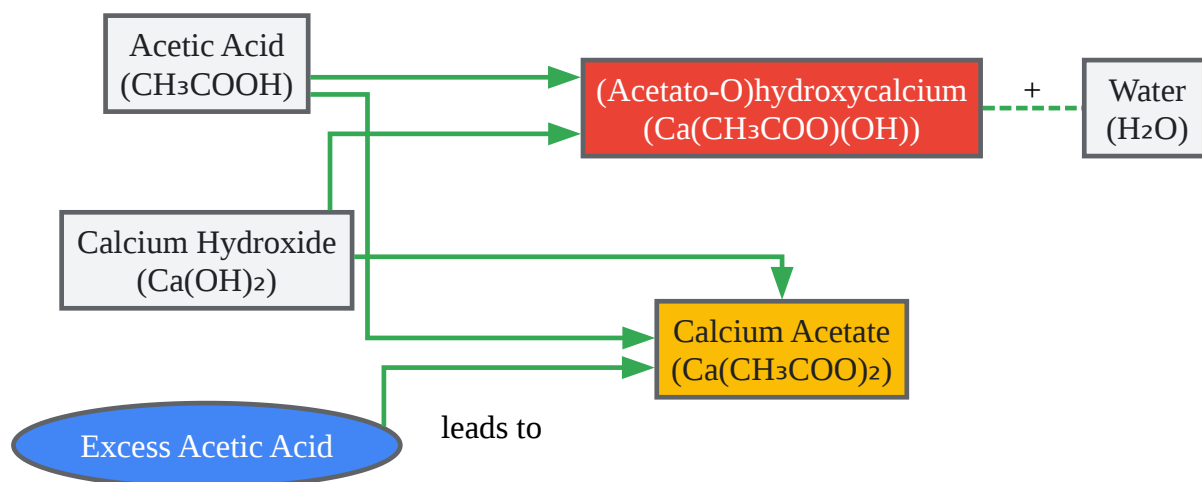 Acetic Acid
(CH₃COOH)
(Acetato-O)hydroxycalcium
(Ca(CH₃COO)(OH))
+
Water
(H₂O)
Calcium Hydroxide
(Ca(OH)₂)
Calcium Acetate
(Ca(CH₃COO)₂)
leads to
Excess Acetic Acid